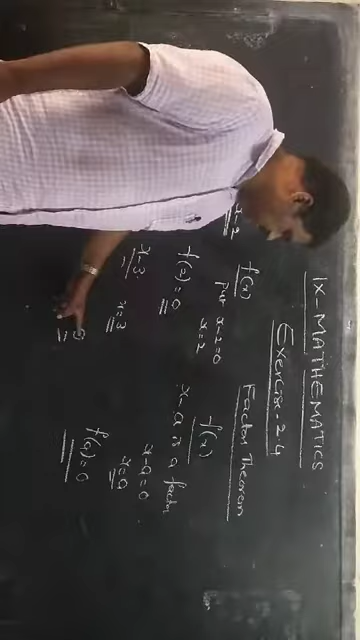 IX-MATHEMATICS
Exercise-2.4
Factor Theorem
x-2
f(x)
put x-2=0
x=2
f(2)=0
x-3
x=3
f(x)
x-a is a factor
x-a=0
x=a
f(a)=0